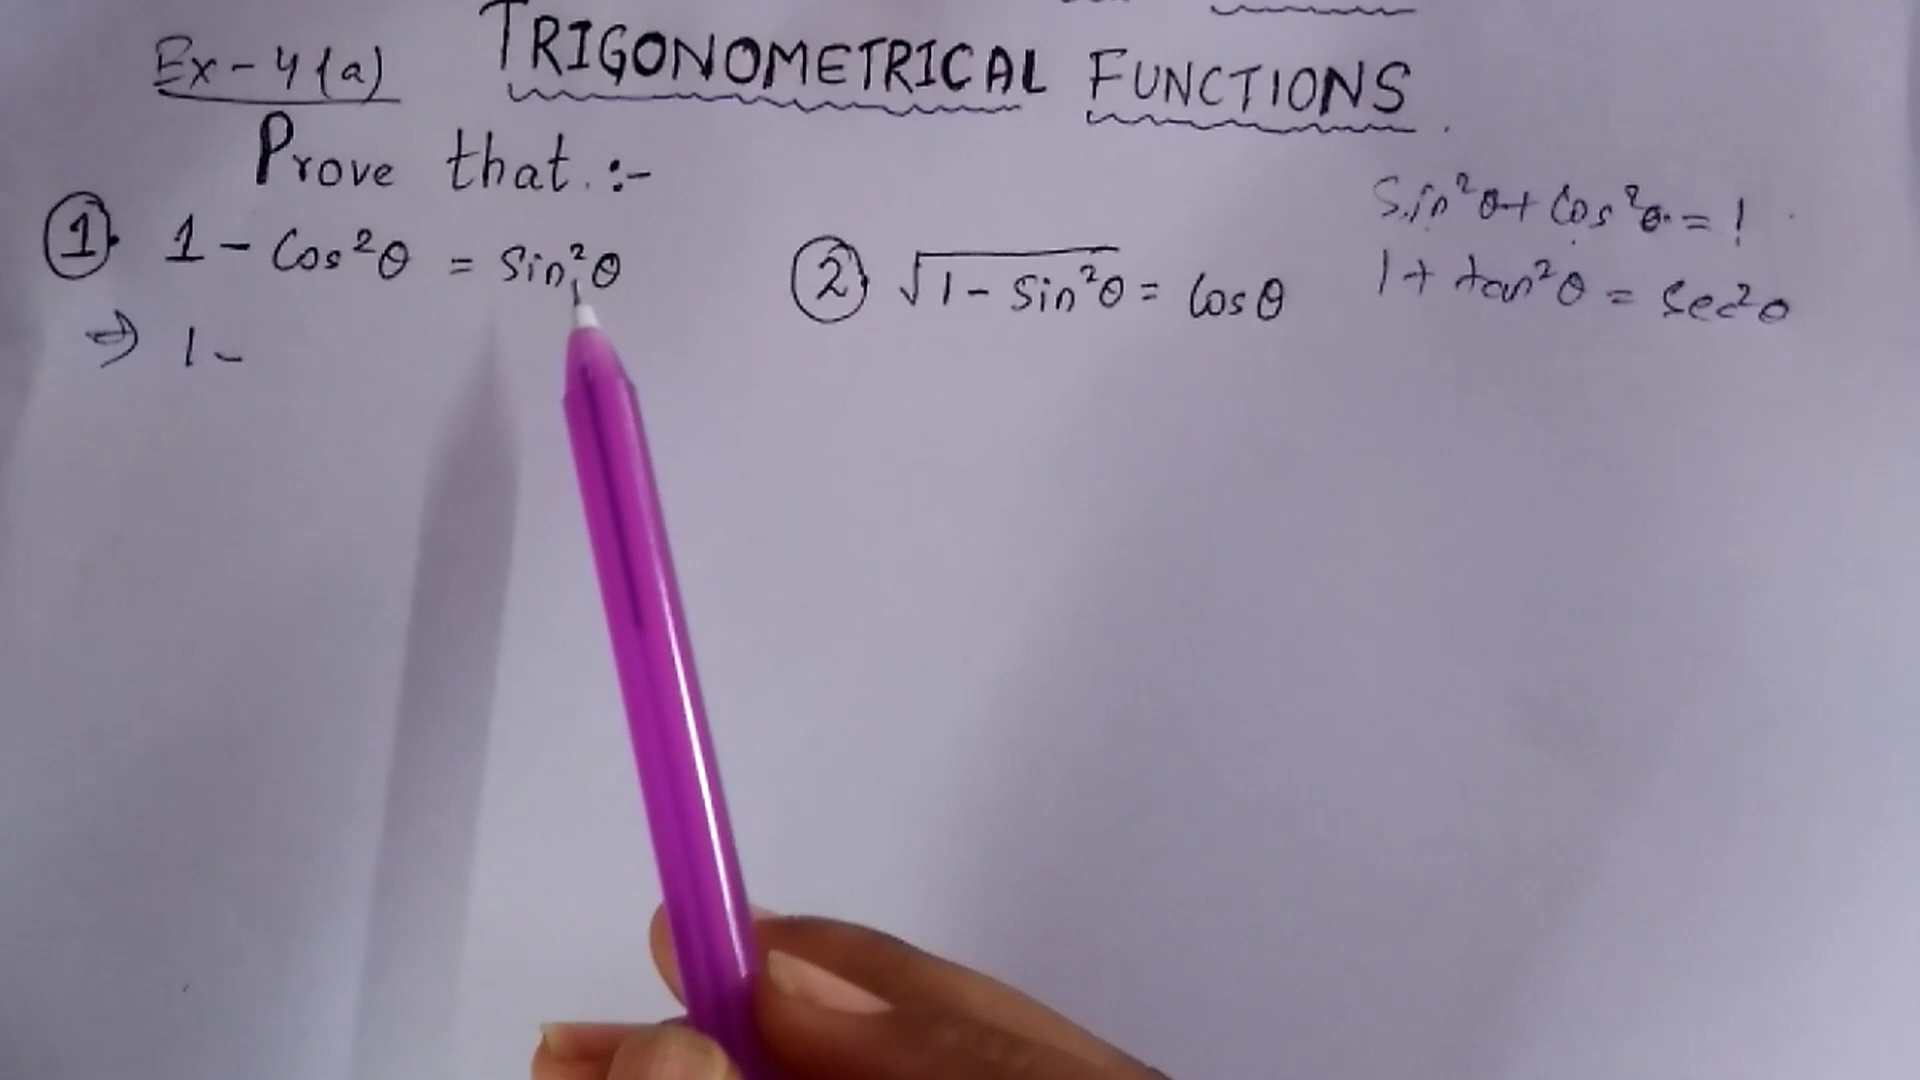 Ex-4(a) TRIGONOMETRICAL FUNCTIONS.
Prove that :-
① 1 - Cos²θ = Sin²θ
② √1 - Sin²θ = Cosθ
Sin²θ + Cos²θ = 1
1 + tan²θ = Sec²θ
⇒ 1 -